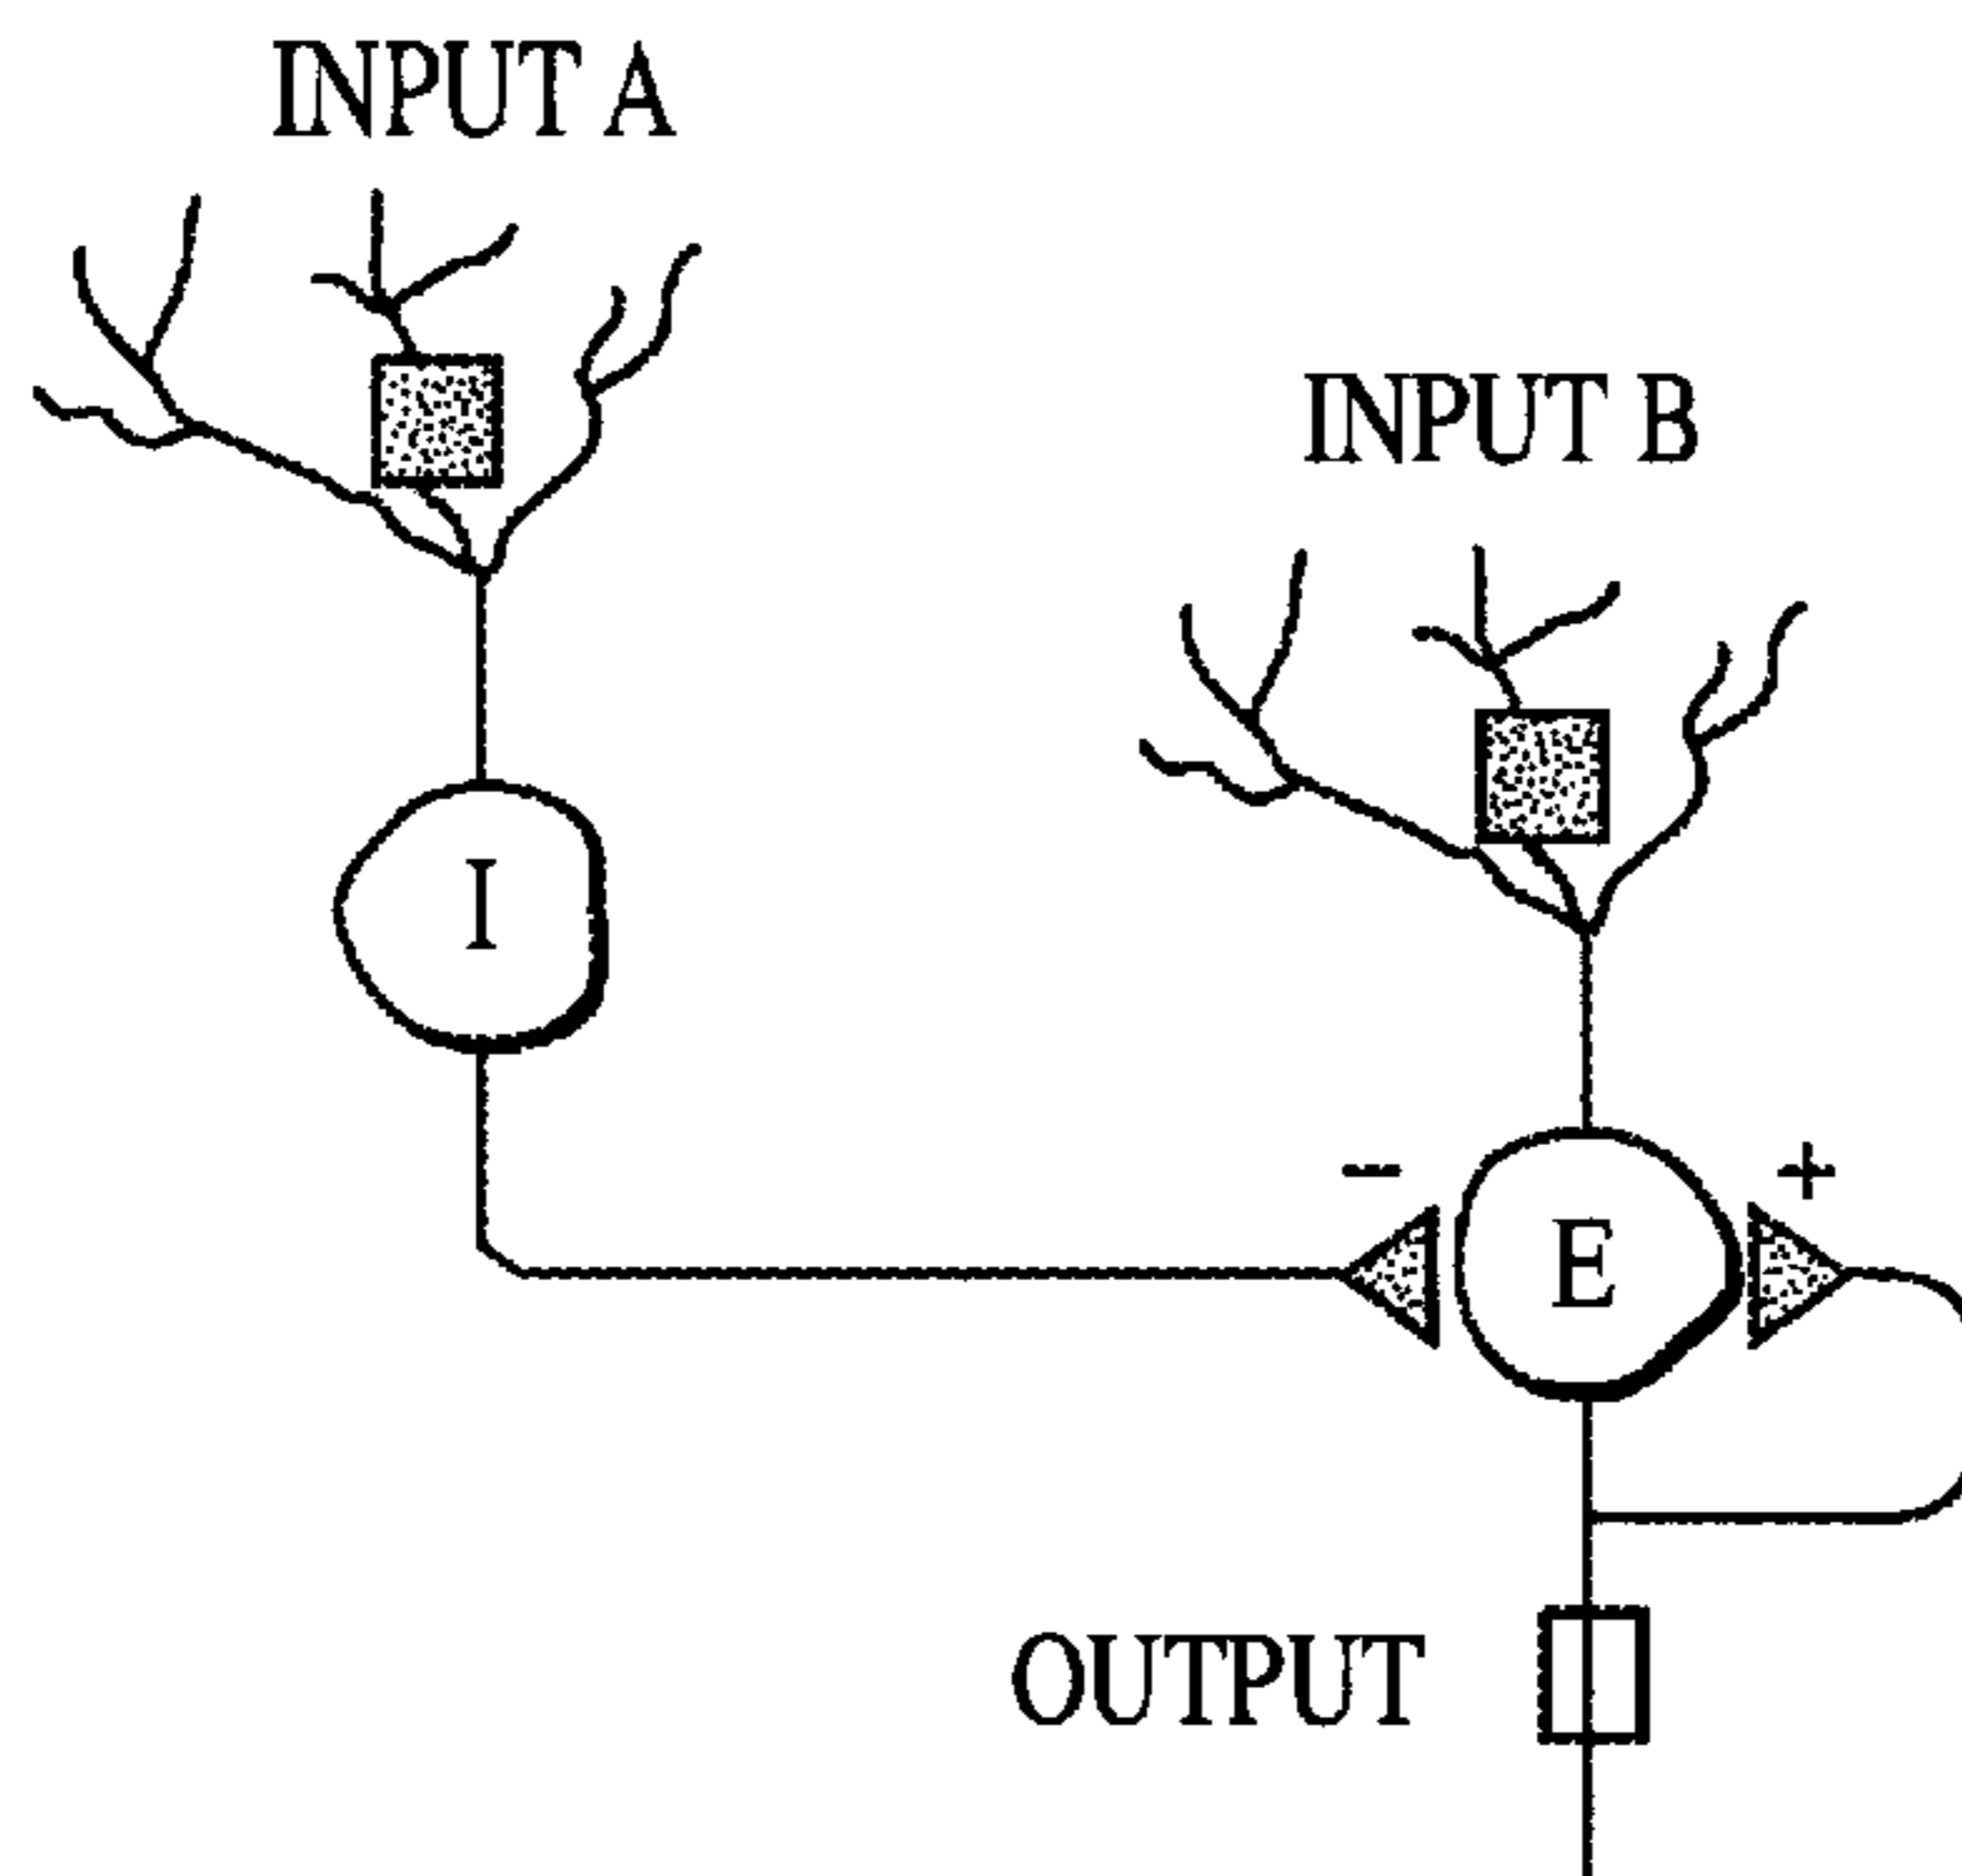 INPUT A
INPUT B
I
- +
E
OUTPUT